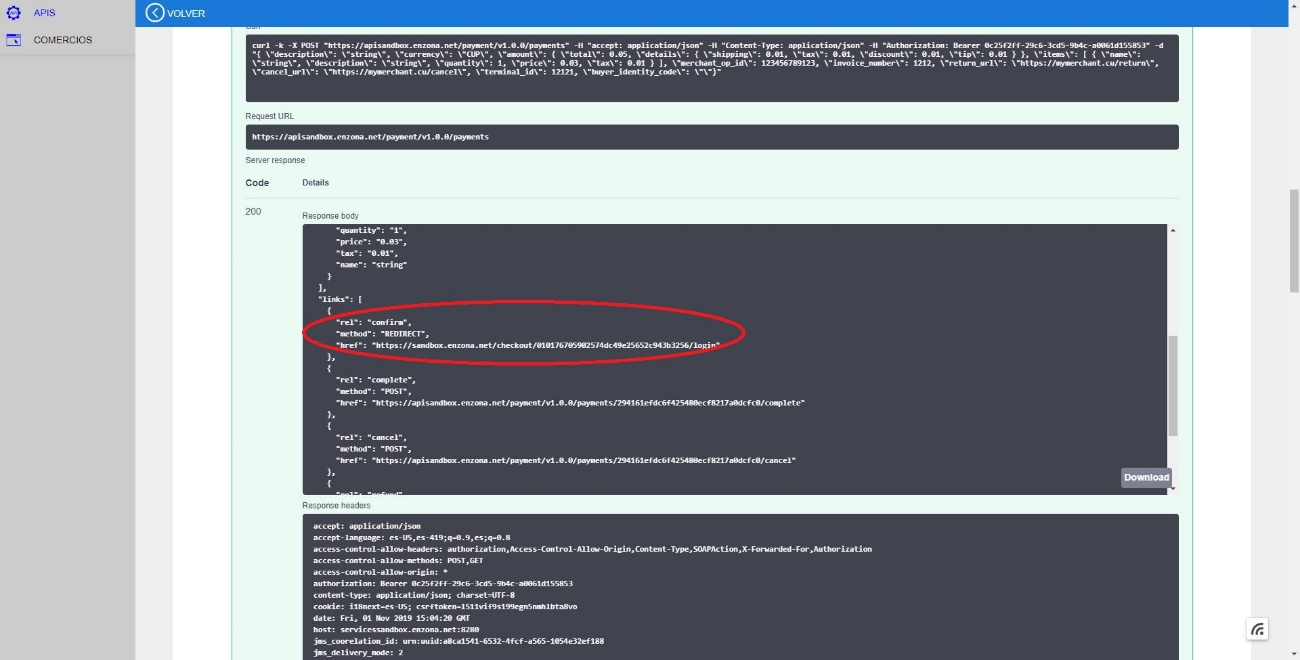 APIS
COMERCIOS
VOLVER
curl -k -X POST "https://apisandbox.enzona.net/payment/v1.0.0/payments" -H "accept: application/json" -H "Content-Type: application/json" -H "Authorization: Bearer 0c25f2ff-29c6-3cd5-9b4c-a0061d155853" -d
"{ \"description\": \"string\", \"currency\": \"CUP\", \"amount\": { \"total\": 0.05, \"details\": { \"shipping\": 0.01, \"tax\": 0.01, \"discount\": 0.01, \"tip\": 0.01 } }, \"items\": [ { \"name\":
\"string\", \"description\": \"string\", \"quantity\": 1, \"price\": 0.03, \"tax\": 0.01 } ], \"merchant_op_id\": 123456789123, \"invoice_number\": 1212, \"return_url\": \"https://mymerchant.cu/return\",
\"cancel_url\": \"https://mymerchant.cu/cancel\", \"terminal_id\": 12121, \"buyer_identity_code\": \"\"}"
Request URL
https://apisandbox.enzona.net/payment/v1.0.0/payments
Server response
Code Details
200
Response body
"quantity": "1",
"price": "0.03",
"tax": "0.01",
"name": "string"
}
],
"links": [
{
"rel": "confirm",
"method": "REDIRECT",
"href": "https://sandbox.enzona.net/checkout/010176705902574dc49e25652c943b3256/login"
},
{
"rel": "complete",
"method": "POST",
"href": "https://apisandbox.enzona.net/payment/v1.0.0/payments/294161efdc6f425480ecf8217a0dcfc0/complete"
},
{
"rel": "cancel",
"method": "POST",
"href": "https://apisandbox.enzona.net/payment/v1.0.0/payments/294161efdc6f425480ecf8217a0dcfc0/cancel"
},
{
Download
Response headers
accept: application/json
accept-language: es-US,es-419;q=0.9,es;q=0.8
access-control-allow-headers: authorization,Access-Control-Allow-Origin,Content-Type,SOAPAction,X-Forwarded-For,Authorization
access-control-allow-methods: POST,GET
access-control-allow-origin: *
authorization: Bearer 0c25f2ff-29c6-3cd5-9b4c-a0061d155853
content-type: application/json; charset=UTF-8
cookie: i18next=es-US; csrftoken=l511vif9s199egn5nmhlbta8vo
date: Fri, 01 Nov 2019 15:04:20 GMT
host: servicessandbox.enzona.net:8280
jms_coorelation_id: urn:uuid:a8ca1541-6532-4fcf-a565-1054e32ef188
jms_delivery_mode: 2